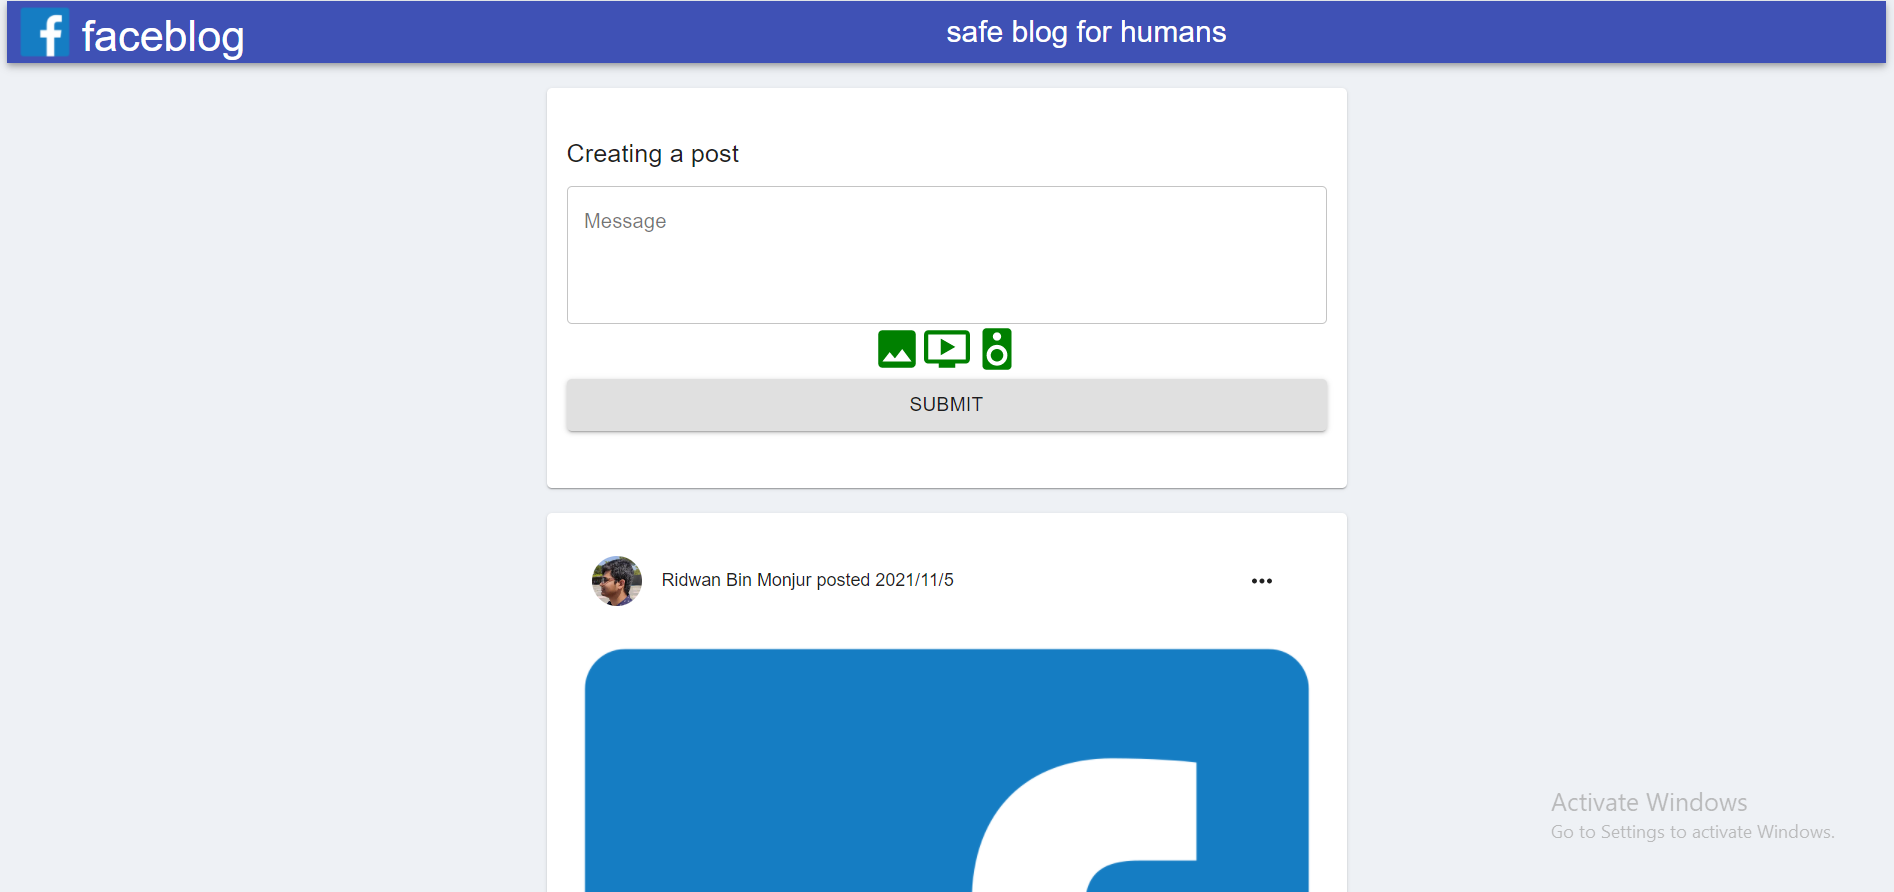 faceblog
safe blog for humans
Creating a post
Message
SUBMIT
Ridwan Bin Monjur posted 2021/11/5
Activate Windows
Go to Settings to activate Windows.